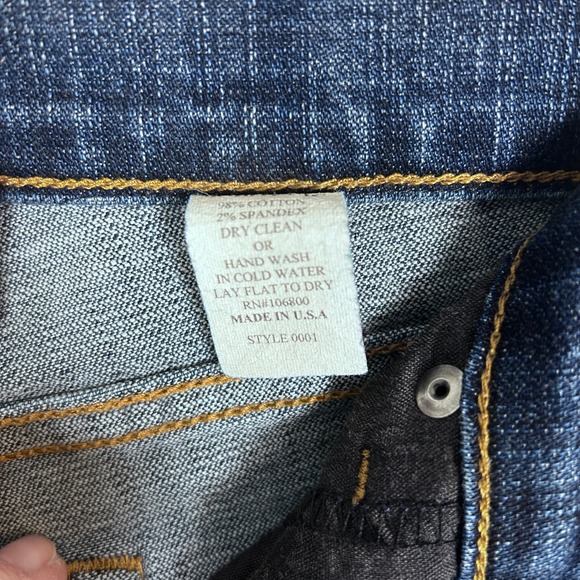 98% COTTON
2% SPANDEX
DRY CLEAN
OR
HAND WASH
IN COLD WATER
LAY FLAT TO DRY
RN#106800
MADE IN U.S.A
STYLE 0001